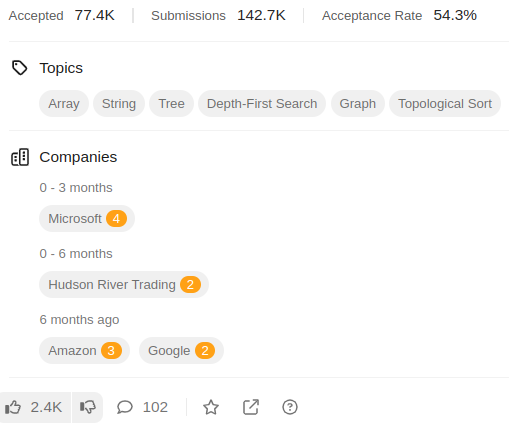 Accepted 77.4K Submissions 142.7K Acceptance Rate 54.3%
Topics
Array String Tree Depth-First Search Graph Topological Sort
Companies
0 - 3 months
Microsoft 4
0 - 6 months
Hudson River Trading 2
6 months ago
Amazon 3 Google 2
2.4K 102